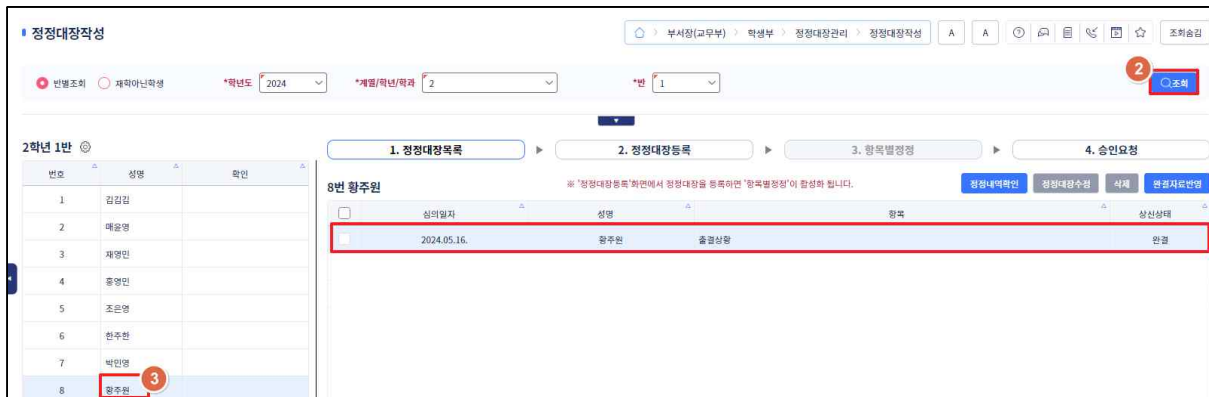 정정대장작성
부서장(교무부) > 학생부 > 정정대장관리 > 정정대장작성
A A
조회숨김
반별조회 재학아닌학생 *학년도 2024 *계열/학년/학과 2 *반 1
2
조회
2학년 1반
1. 정정대장목록 ▶ 2. 정정대장등록 ▶ 3. 항목별정정 ▶ 4. 승인요청
번호 성명 확인
1 김김김
2 매윤영
3 재영민
4 홍영민
5 조은영
6 한주한
7 박민영
8 황주원
3
8번 황주원
※ '정정대장등록'화면에서 정정대장을 등록하면 '항목별정정'이 활성화 됩니다.
정정내역확인 정정대장수정 삭제 완결자료반영
심의일자 성명 항목 상신상태
2024.05.16. 황주원 출결상황 완결